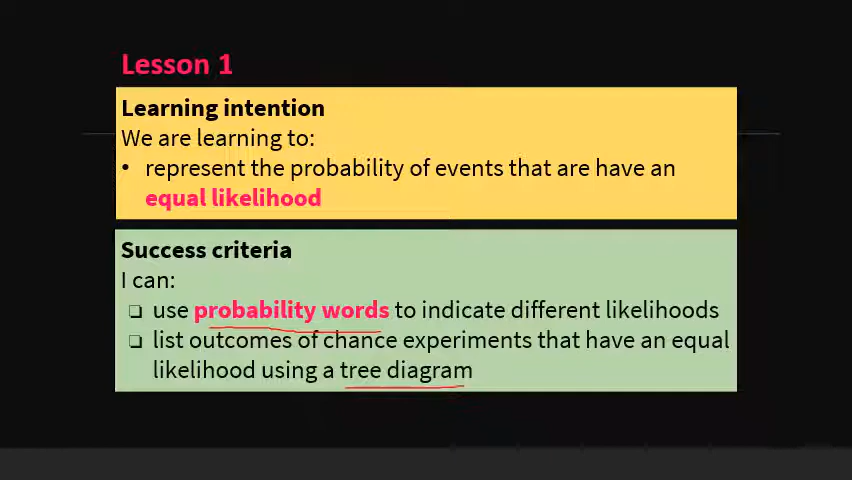 Lesson 1
Learning intention
We are learning to:
• represent the probability of events that are have an
equal likelihood
Success criteria
I can:
❑ use probability words to indicate different likelihoods
❑ list outcomes of chance experiments that have an equal
likelihood using a tree diagram